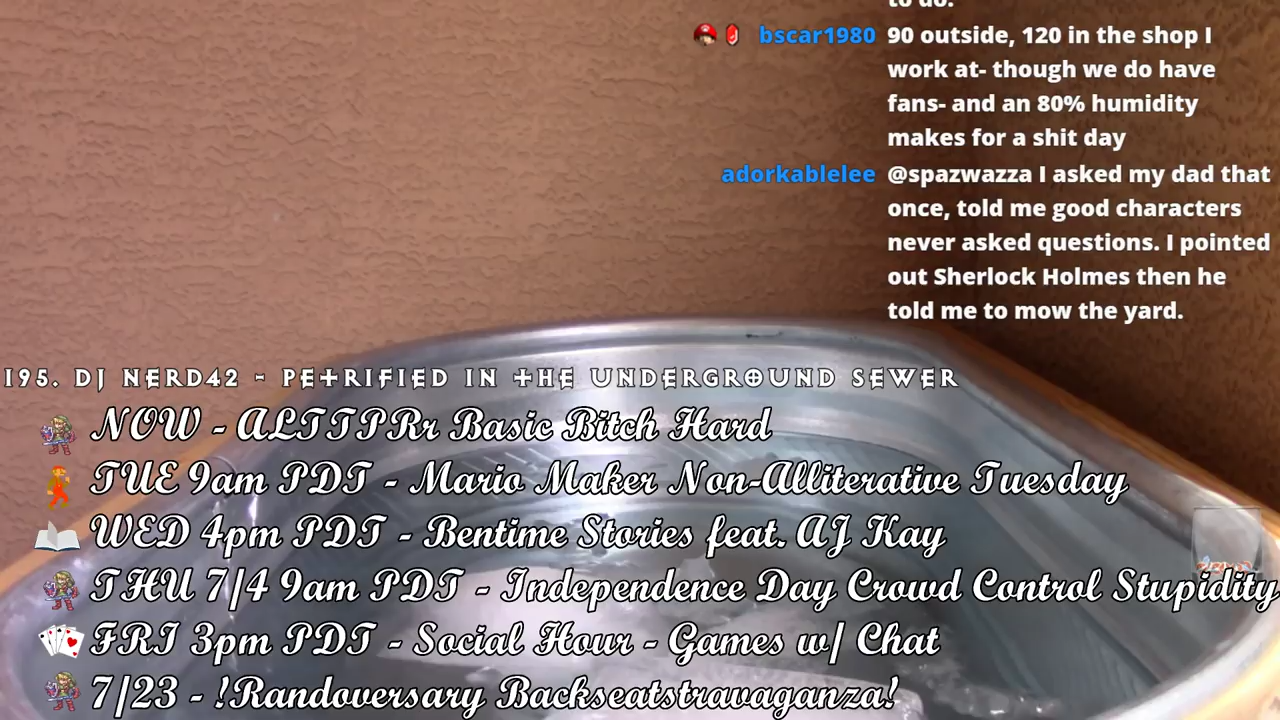 to do.
bscar1980 90 outside, 120 in the shop I
work at- though we do have
fans- and an 80% humidity
makes for a shit day
adorkablelee @spazwazza I asked my dad that
once, told me good characters
never asked questions. I pointed
out Sherlock Holmes then he
told me to mow the yard.
195. DJ NERD42 - PETRIFIED IN THE UNDERGROUND SEWER
NOW - ALTTPRr Basic Bitch Hard
TUE 9am PDT - Mario Maker Non-Alliterative Tuesday
WED 4pm PDT - Bentime Stories feat. AJ Kay
THU 7/4 9am PDT - Independence Day Crowd Control Stupidity
FRI 3pm PDT - Social Hour - Games w/ Chat
7/23 - !Randoversary Backseatstravaganza!